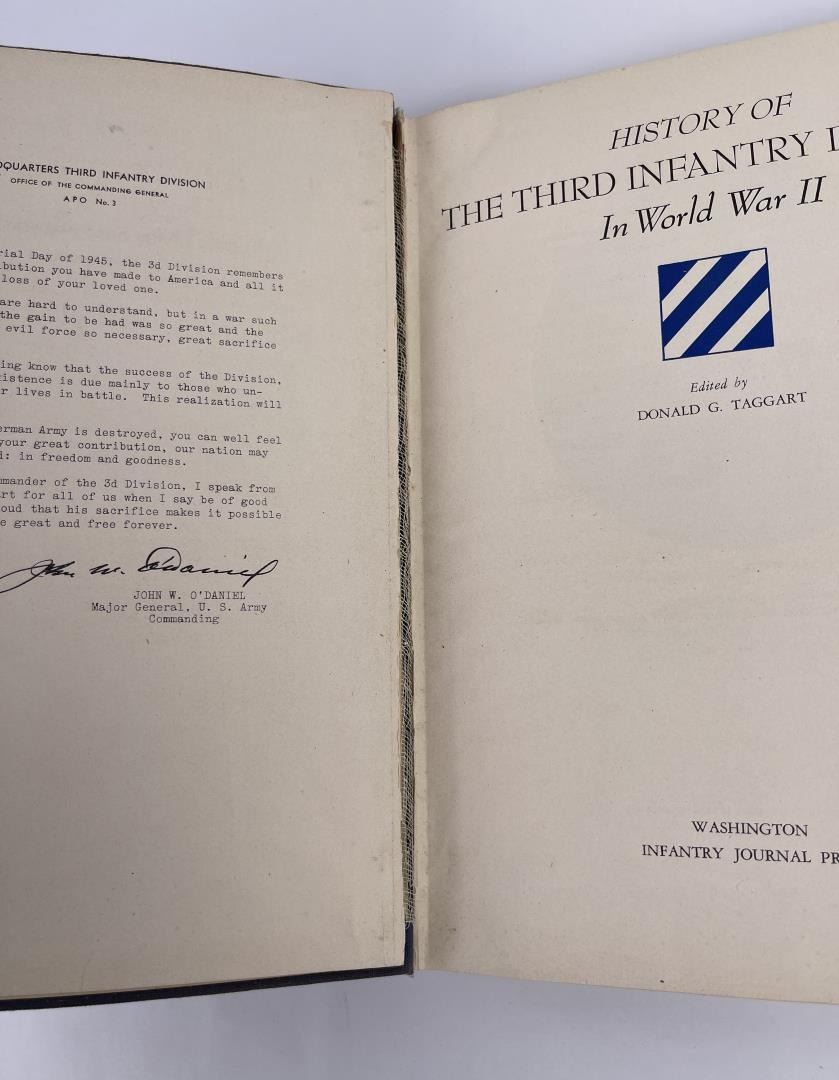 DQUARTERS THIRD INFANTRY DIVISION
OFFICE OF THE COMMANDING GENERAL
APO No. 3
rial Day of 1945, the 3d Division remembers
bution you have made to America and all it
loss of your loved one.
are hard to understand, but in a war such
the gain to be had was so great and the
evil force so necessary, great sacrifice
ing know that the success of the Division,
istence is due mainly to those who un-
r lives in battle. This realization will
erman Army is destroyed, you can well feel
your great contribution, our nation may
d: in freedom and goodness.
mmander of the 3d Division, I speak from
art for all of us when I say be of good
oud that his sacrifice makes it possible
e great and free forever.
John W. O'Daniel
JOHN W. O'DANIEL
Major General, U. S. Army
Commanding
HISTORY OF
THE THIRD INFANTRY D
In World War II
Edited by
DONALD G. TAGGART
WASHINGTON
INFANTRY JOURNAL PR